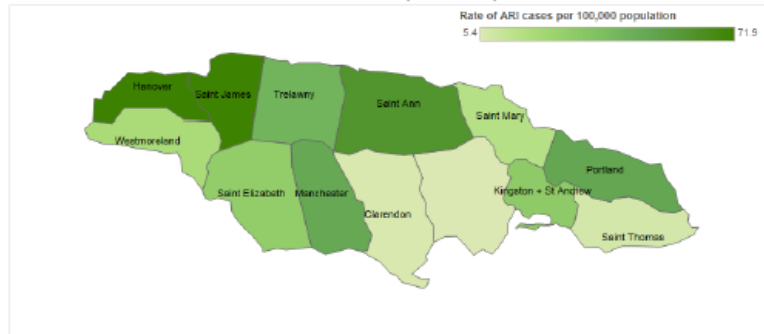 Rate of ARI cases per 100,000 population
5.4 71.9
Hanover
Saint James
Trelawny
Saint Ann
Saint Mary
Westmoreland
Portland
Saint Elizabeth
Manchester
Kingston + St Andrew
Clarendon
Saint Thomas